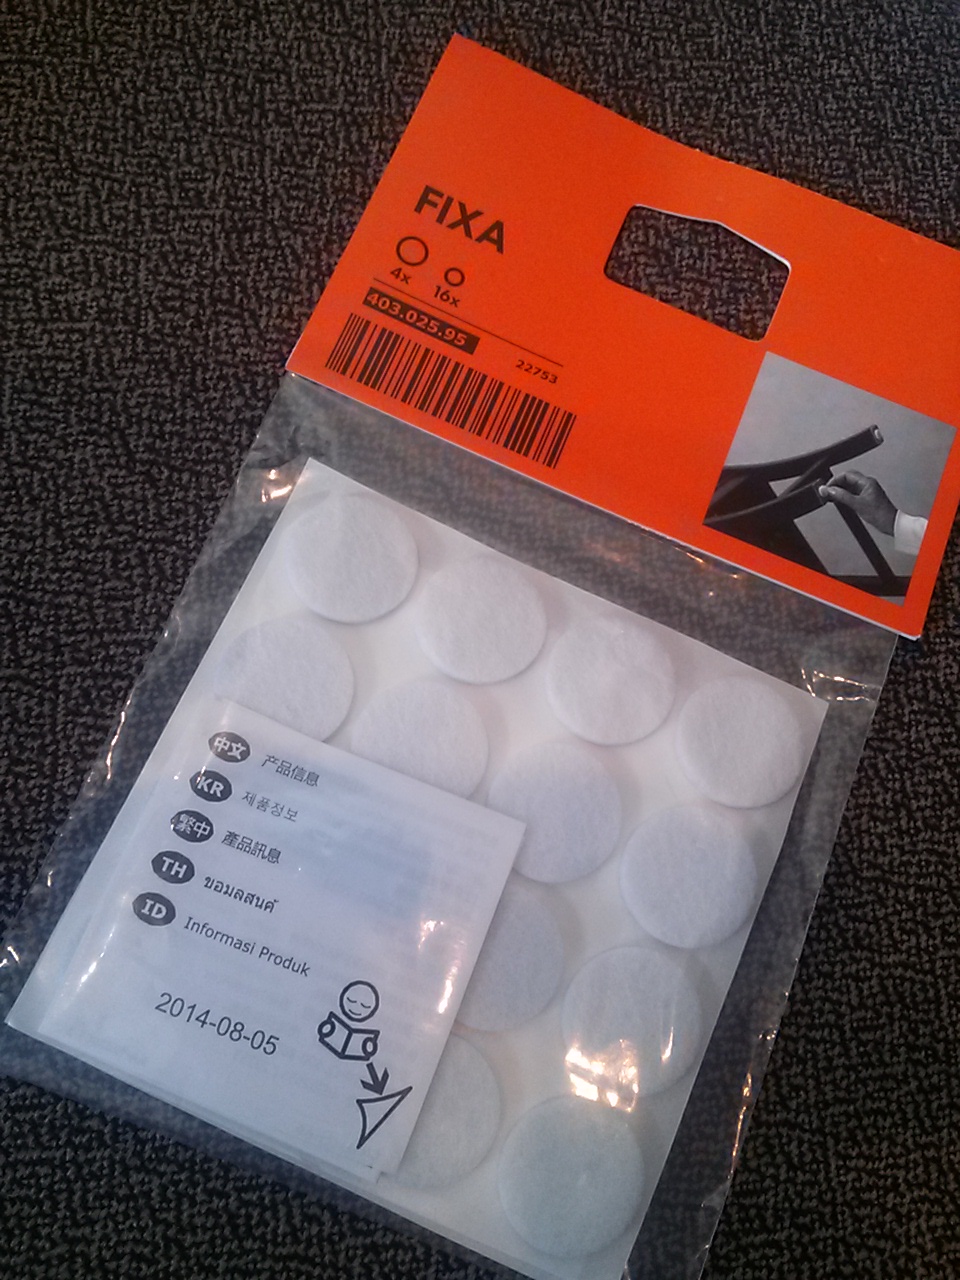 FIXA
4x 16x
403.025.95
22753
中文 产品信息
KR 제품정보
繁中 產品訊息
TH ขอมลสนค้
ID Informasi Produk
2014-08-05